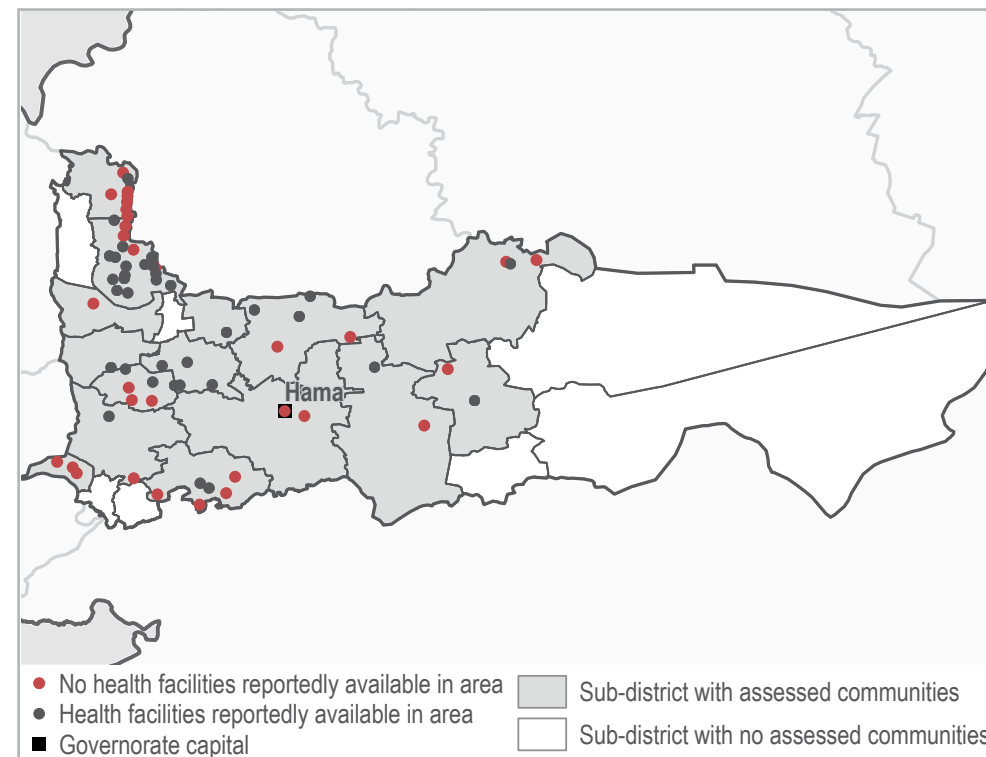 Hama
No health facilities reportedly available in area
Health facilities reportedly available in area
Governorate capital
Sub-district with assessed communities
Sub-district with no assessed communities